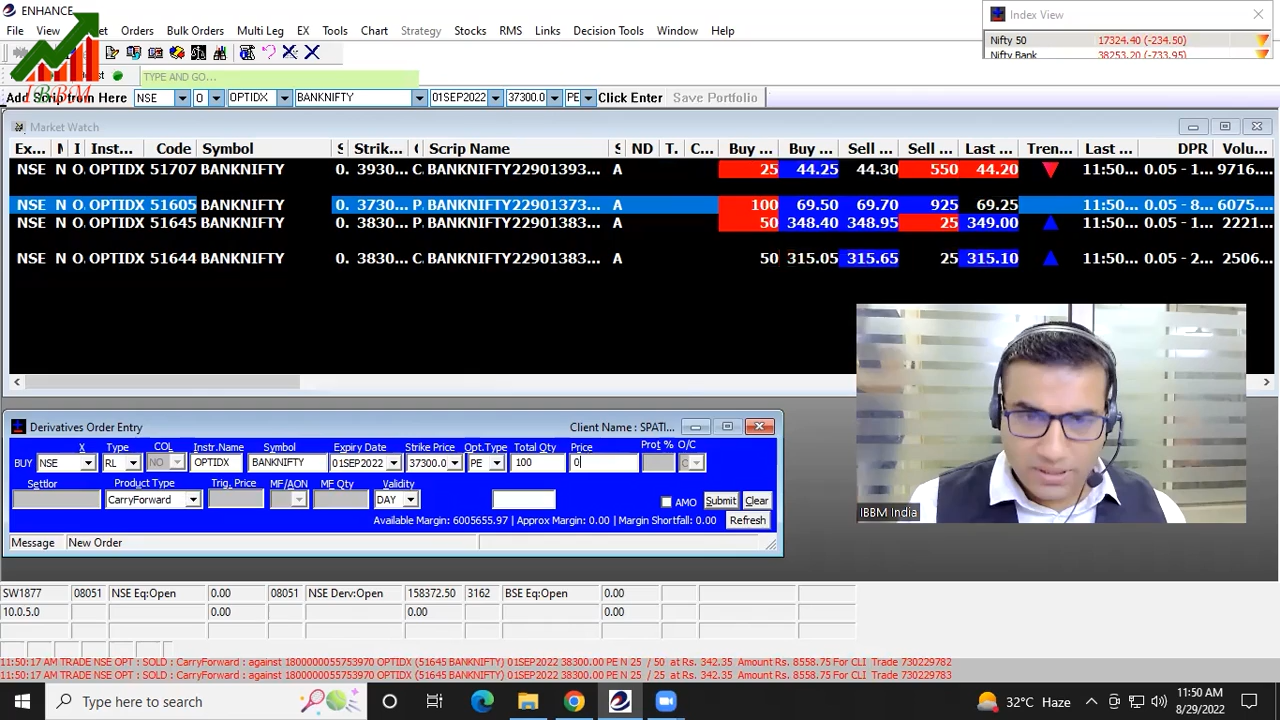 ENHANCE
Index View
File View Orders Bulk Orders Multi Leg EX Tools Chart Strategy Stocks RMS Links Decision Tools Window Help
Nifty 50 17324.40 (-234.50)
Nifty Bank 38253.20 (-733.95)
TYPE AND GO...
IBBM
Add Script from Here NSE O OPTIDX BANKNIFTY 01SEP2022 37300.0 PE Click Enter Save Portfolio
Market Watch
Ex... M I Inst... Code Symbol S Strik... Scrip Name S ND T. C... Buy ... Buy ... Sell ... Sell ... Last ... Tren... Last ... DPR Volu...
NSE N O. OPTIDX 51707 BANKNIFTY 0. 3930... C. BANKNIFTY22901393... A 25 44.25 44.30 550 44.20 11:50... 0.05 - 1... 9716....
NSE N O. OPTIDX 51605 BANKNIFTY 0. 3730... P. BANKNIFTY22901373... A 100 69.50 69.70 925 69.25 11:50... 0.05 - 8... 6075....
NSE N O. OPTIDX 51645 BANKNIFTY 0. 3830... P. BANKNIFTY22901383... A 50 348.40 348.95 25 349.00 11:50... 0.05 - 1... 2221....
NSE N O. OPTIDX 51644 BANKNIFTY 0. 3830... C. BANKNIFTY22901383... A 50 315.05 315.65 25 315.10 11:50... 0.05 - 2... 2506....
Derivatives Order Entry Client Name : SPATI...
X Type COL Instr.Name Symbol Expiry Date Strike Price Opt.Type Total Qty Price Prot % O/C
BUY NSE RL NO OPTIDX BANKNIFTY 01SEP2022 37300.0 PE 100 0
Settlor Product Type Trig. Price MF/AON MF Qty Validity
CarryForward DAY AMO Submit Clear
Available Margin: 6005655.97 | Approx Margin: 0.00 | Margin Shortfall: 0.00 Refresh
Message New Order
IBBM India
SW1877 08051 NSE Eq:Open 0.00 08051 NSE Derv:Open 158372.50 3162 BSE Eq:Open 0.00
10.0.5.0 0.00 0.00 0.00
11:50:17 AM TRADE NSE OPT : SOLD : CarryForward : against 1800000055753970 OPTIDX (51645 BANKNIFTY) 01SEP2022 38300.00 PE N 25 / 50 at Rs. 342.35 Amount Rs. 8558.75 For CLI Trade 730229782
11:50:17 AM TRADE NSE OPT : SOLD : CarryForward : against 1800000055753970 OPTIDX (51645 BANKNIFTY) 01SEP2022 38300.00 PE N 25 / 25 at Rs. 342.35 Amount Rs. 8558.75 For CLI Trade 730229783
Type here to search
32°C Haze
11:50 AM
8/29/2022